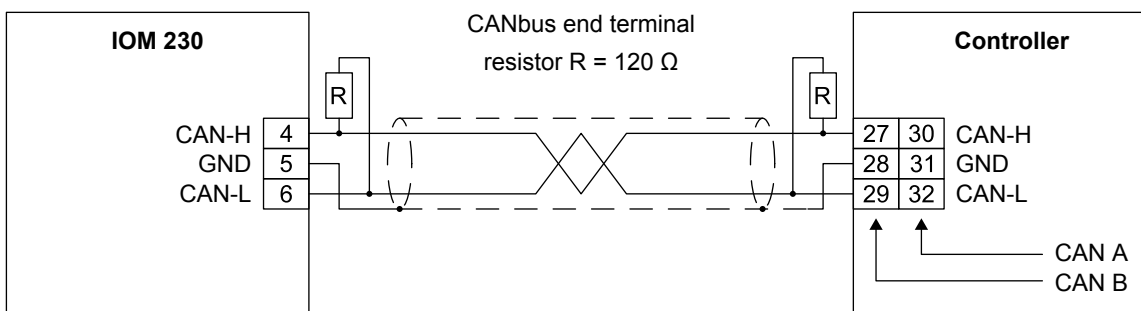 CANbus end terminal
resistor R = 120 Ω
IOM 230
Controller
R
R
CAN-H 4
GND 5
CAN-L 6
27 30 CAN-H
28 31 GND
29 32 CAN-L
CAN A
CAN B